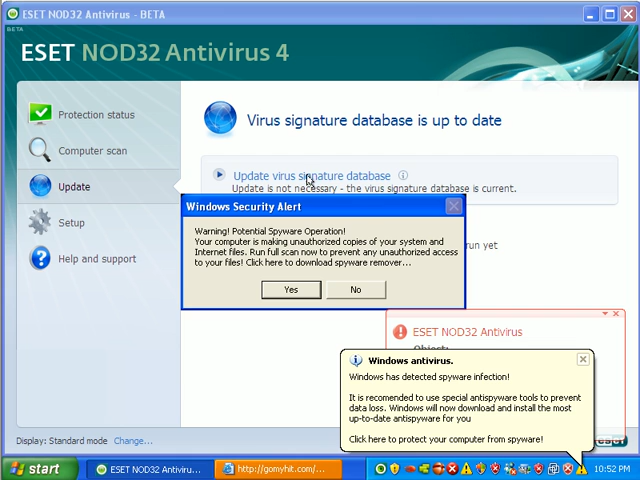 ESET NOD32 Antivirus - BETA
BETA
ESET NOD32 Antivirus 4
Protection status
Computer scan
Update
Setup
Help and support
Virus signature database is up to date
Update virus signature database
Update is not necessary - the virus signature database is current.
run yet
Windows Security Alert
Warning! Potential Spyware Operation!
Your computer is making unauthorized copies of your system and
Internet files. Run full scan now to prevent any unauthorized access
to your files! Click here to download spyware remover...
Yes
No
ESET NOD32 Antivirus
Object:
Windows antivirus.
Windows has detected spyware infection!
It is recomended to use special antispyware tools to prevent
data loss. Windows will now download and install the most
up-to-date antispyware for you
Click here to protect your computer from spyware!
Display: Standard mode
Change...
eset
start
ESET NOD32 Antiviru...
http://gomyhit.com/...
10:52 PM